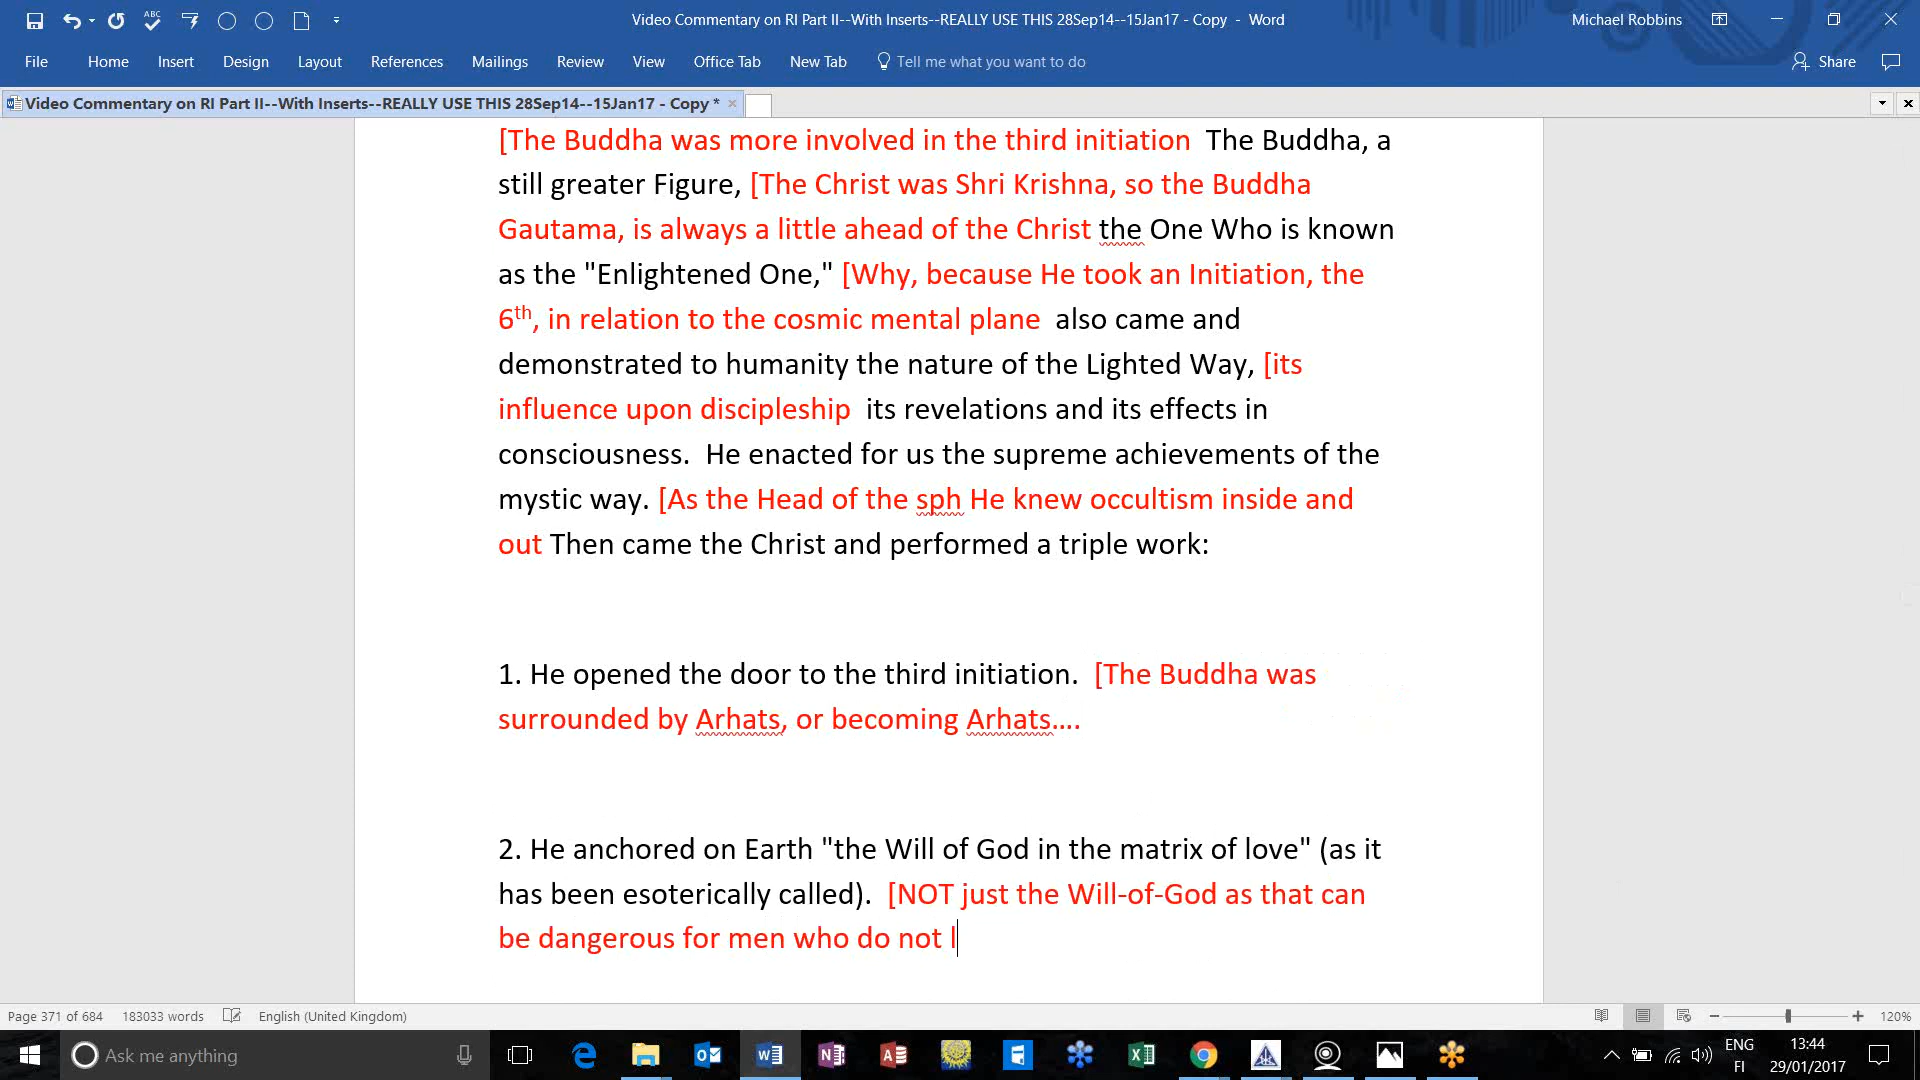 ABC
Video Commentary on RI Part II--With Inserts--REALLY USE THIS 28Sep14--15Jan17 - Copy - Word
Michael Robbins
File Home Insert Design Layout References Mailings Review View Office Tab New Tab Tell me what you want to do Share
Video Commentary on RI Part II--With Inserts--REALLY USE THIS 28Sep14--15Jan17 - Copy *
[The Buddha was more involved in the third initiation The Buddha, a
still greater Figure, [The Christ was Shri Krishna, so the Buddha
Gautama, is always a little ahead of the Christ the One Who is known
as the "Enlightened One," [Why, because He took an Initiation, the
6th, in relation to the cosmic mental plane also came and
demonstrated to humanity the nature of the Lighted Way, [its
influence upon discipleship its revelations and its effects in
consciousness. He enacted for us the supreme achievements of the
mystic way. [As the Head of the sph He knew occultism inside and
out Then came the Christ and performed a triple work:
1. He opened the door to the third initiation. [The Buddha was
surrounded by Arhats, or becoming Arhats....
2. He anchored on Earth "the Will of God in the matrix of love" (as it
has been esoterically called). [NOT just the Will-of-God as that can
be dangerous for men who do not l
Page 371 of 684 183033 words English (United Kingdom) 120%
Ask me anything
ENG 13:44
FI 29/01/2017